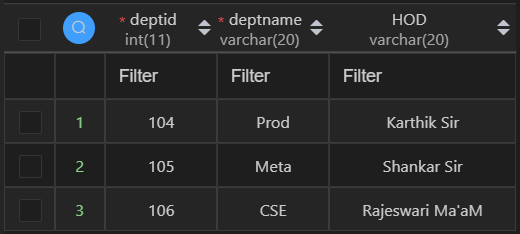 * deptid * deptname HOD
int(11) varchar(20) varchar(20)
Filter Filter Filter
1 104 Prod Karthik Sir
2 105 Meta Shankar Sir
3 106 CSE Rajeswari Ma'aM